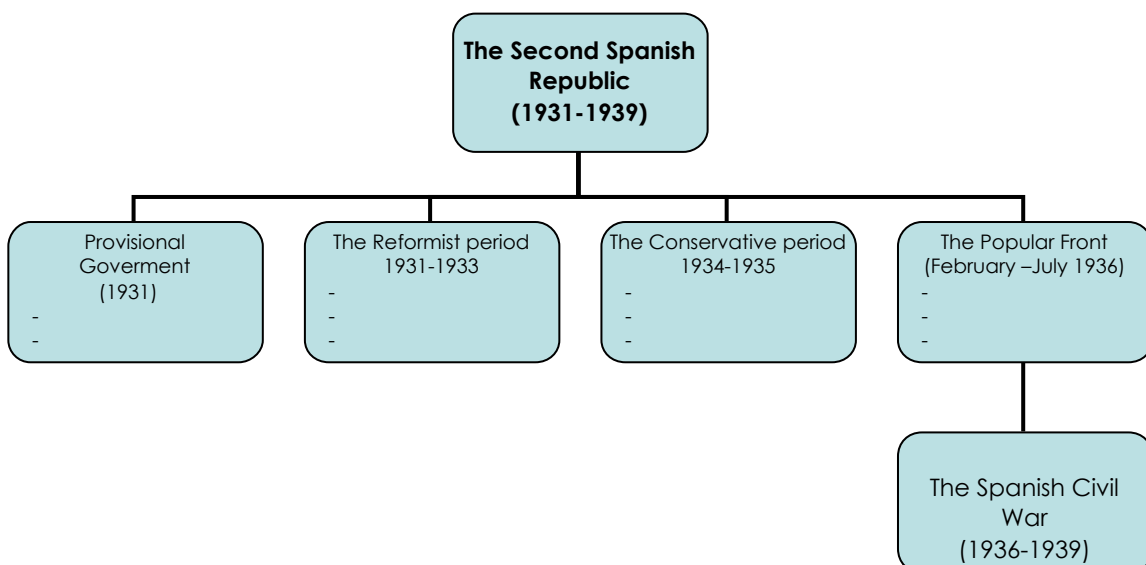 The Second Spanish
Republic
(1931-1939)
Provisional
Goverment
(1931)
-
-
The Reformist period
1931-1933
-
-
-
The Conservative period
1934-1935
-
-
-
The Popular Front
(February –July 1936)
-
-
-
The Spanish Civil
War
(1936-1939)